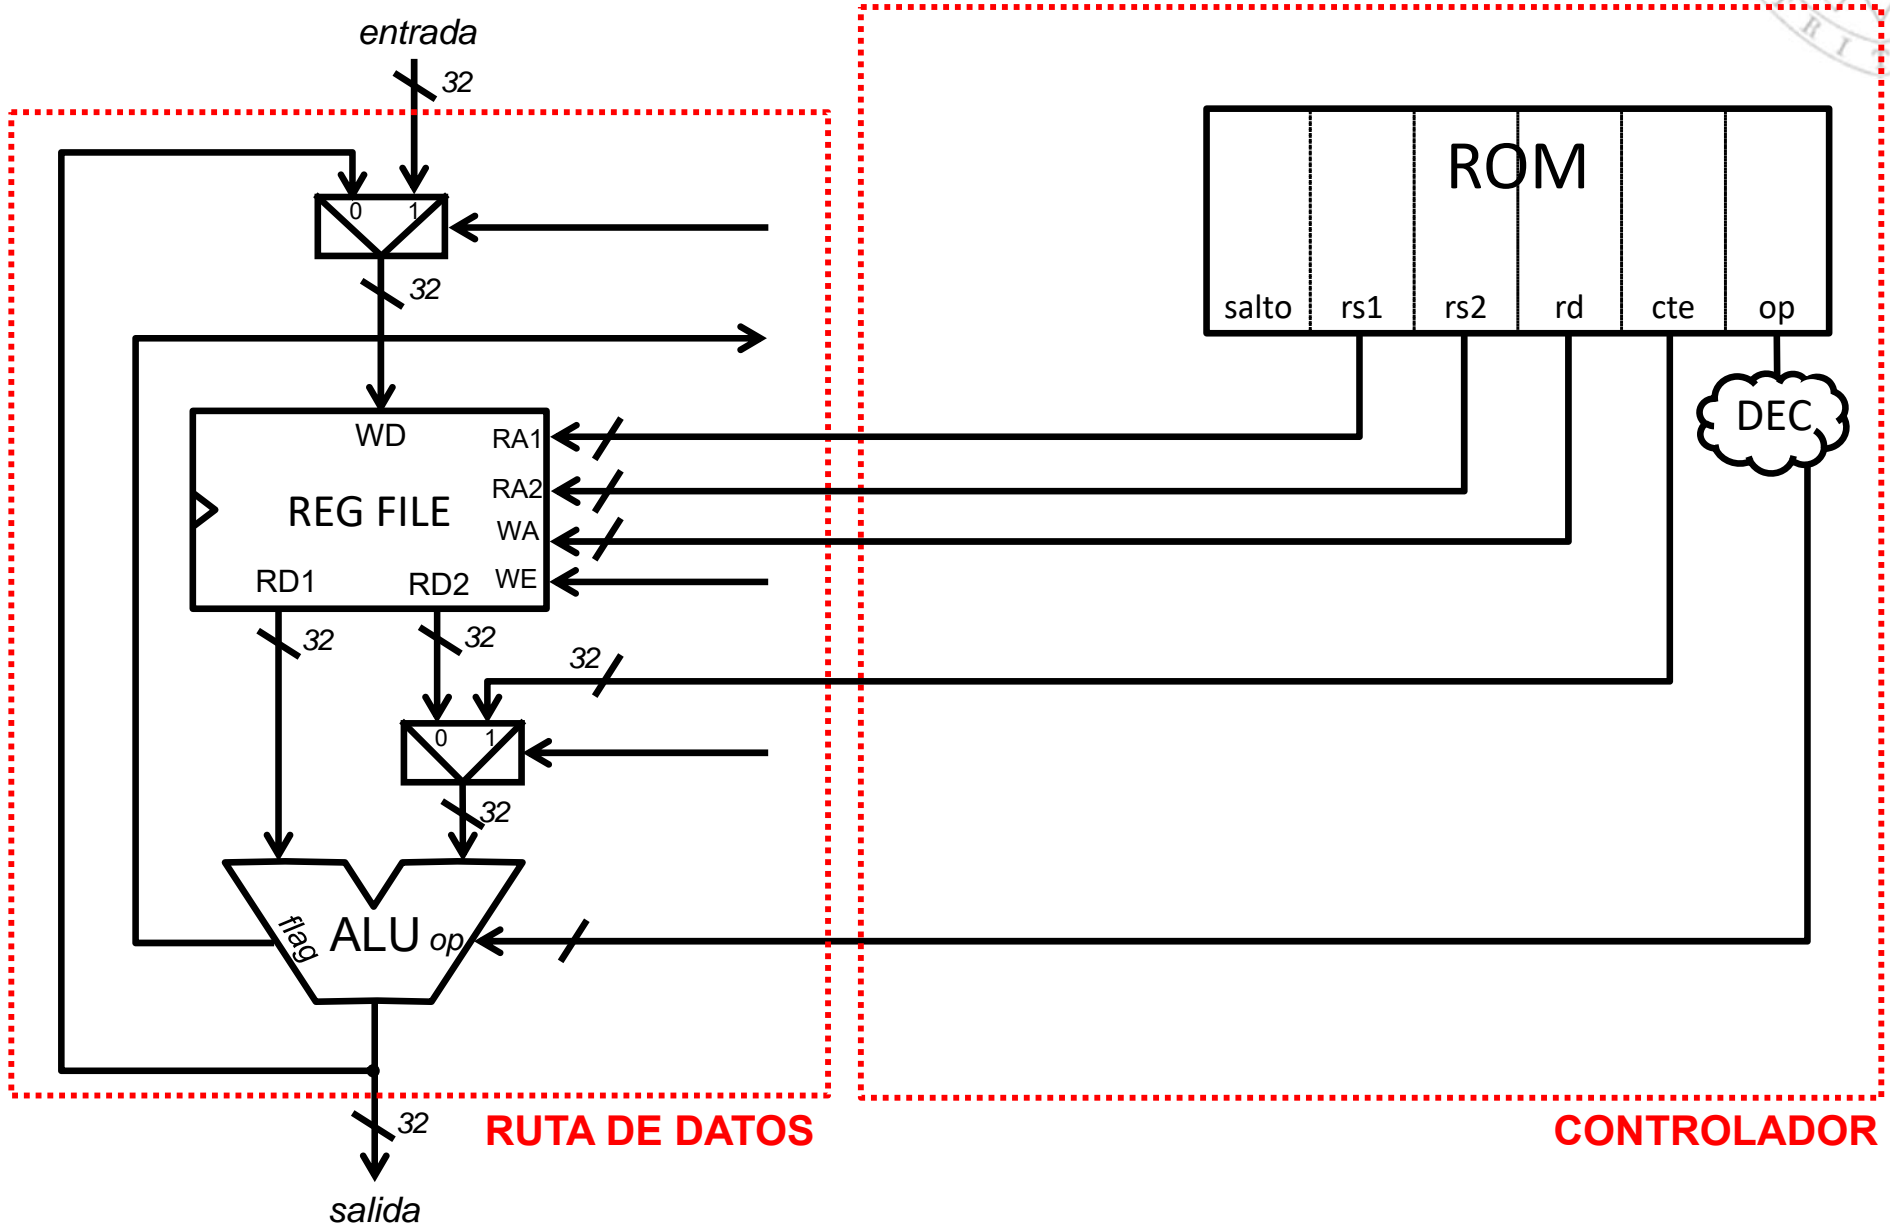 entrada
32
0 1
32
WD
RA1
RA2
WA
WE
REG FILE
RD1
RD2
32
32
32
0 1
32
flag
ALU
op
32
salida
RUTA DE DATOS
ROM
salto rs1 rs2 rd cte op
DEC
CONTROLADOR
R I T